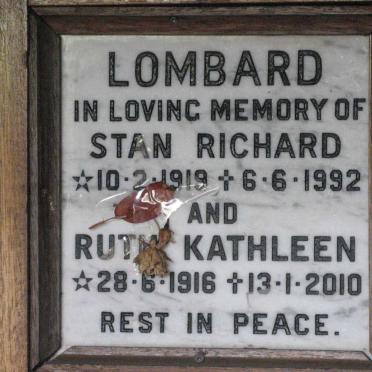 LOMBARD
IN LOVING MEMORY OF
STAN RICHARD
☆10·2·1919 ✝6·6·1992
AND
RUTH KATHLEEN
☆28·6·1916 ✝13·1·2010
REST IN PEACE.